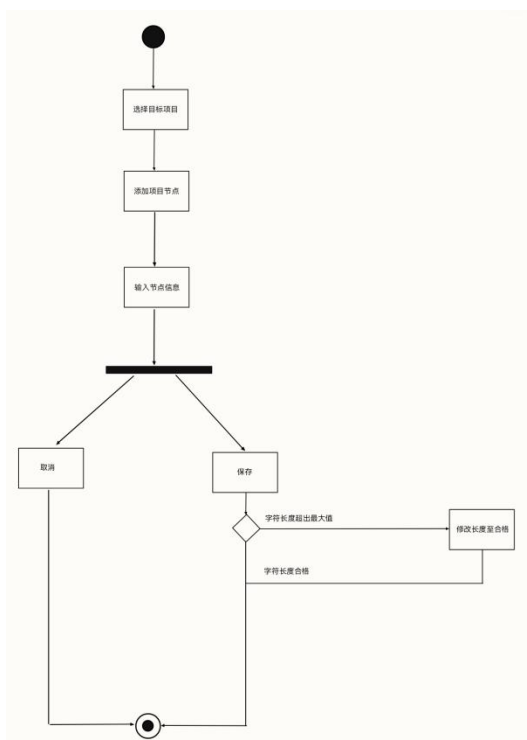 选择目标项目
添加项目节点
输入节点信息
取消
保存
字符长度超出最大值
修改长度至合格
字符长度合格